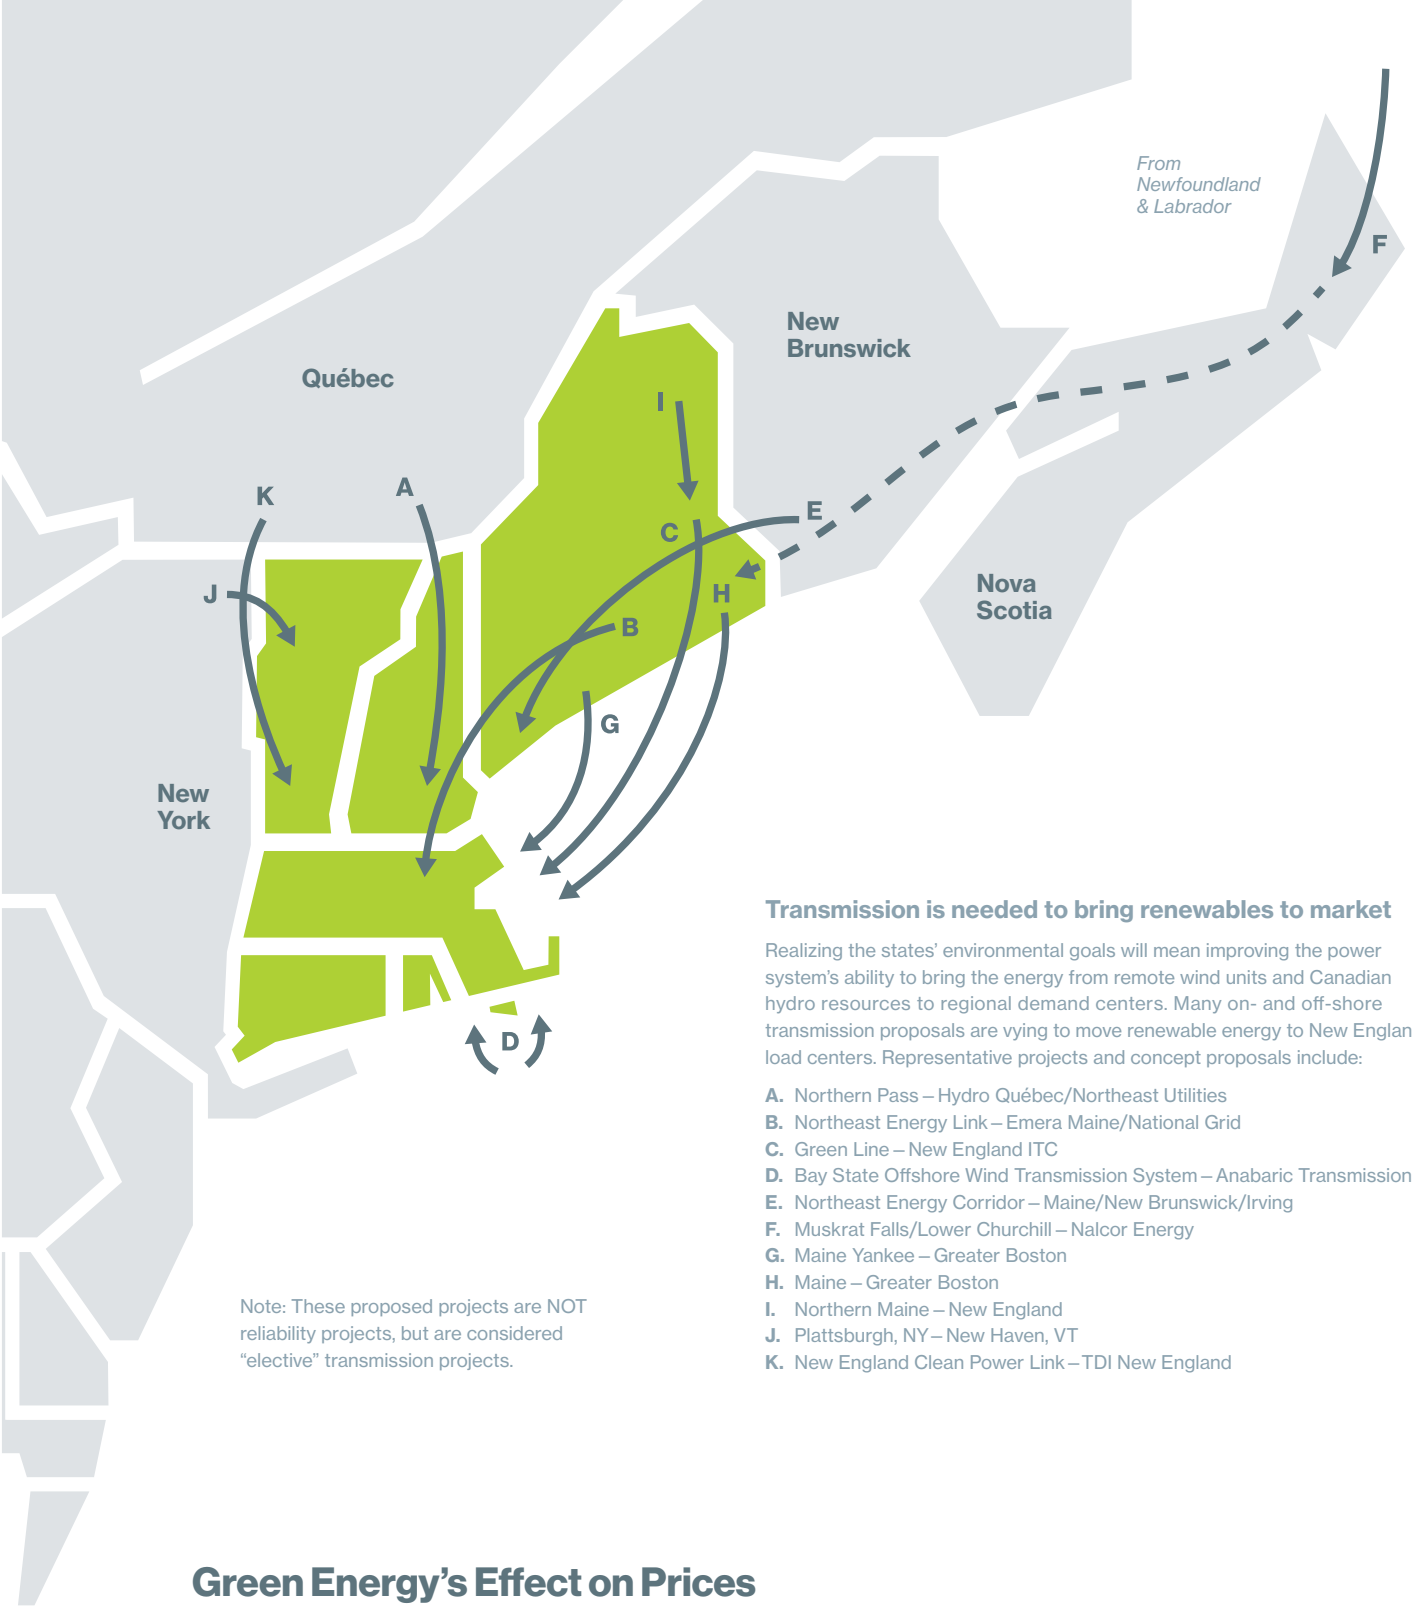 From
Newfoundland
& Labrador
F
New
Brunswick
Québec
I
K
A
E
C
J
H
Nova
Scotia
B
G
New
York
D
Transmission is needed to bring renewables to market
Realizing the states’ environmental goals will mean improving the power
system’s ability to bring the energy from remote wind units and Canadian
hydro resources to regional demand centers. Many on- and off-shore
transmission proposals are vying to move renewable energy to New Englan
load centers. Representative projects and concept proposals include:
A. Northern Pass – Hydro Québec/Northeast Utilities
B. Northeast Energy Link – Emera Maine/National Grid
C. Green Line – New England ITC
D. Bay State Offshore Wind Transmission System – Anabaric Transmission
E. Northeast Energy Corridor – Maine/New Brunswick/Irving
F. Muskrat Falls/Lower Churchill – Nalcor Energy
G. Maine Yankee – Greater Boston
H. Maine – Greater Boston
I. Northern Maine – New England
J. Plattsburgh, NY – New Haven, VT
K. New England Clean Power Link – TDI New England
Note: These proposed projects are NOT
reliability projects, but are considered
“elective” transmission projects.
Green Energy’s Effect on Prices